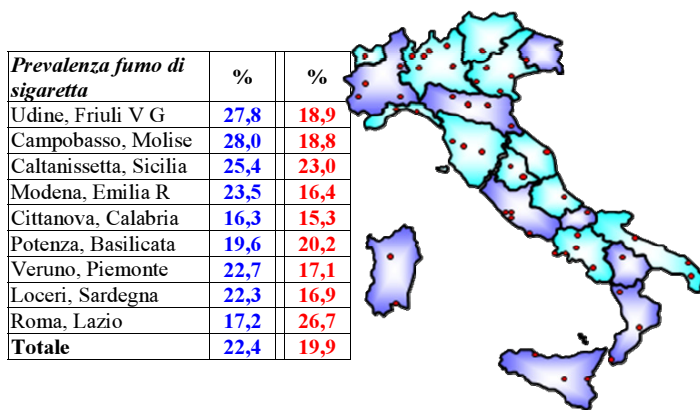 Prevalenza fumo di sigaretta % %
Udine, Friuli V G 27,8 18,9
Campobasso, Molise 28,0 18,8
Caltanissetta, Sicilia 25,4 23,0
Modena, Emilia R 23,5 16,4
Cittanova, Calabria 16,3 15,3
Potenza, Basilicata 19,6 20,2
Veruno, Piemonte 22,7 17,1
Loceri, Sardegna 22,3 16,9
Roma, Lazio 17,2 26,7
Totale 22,4 19,9